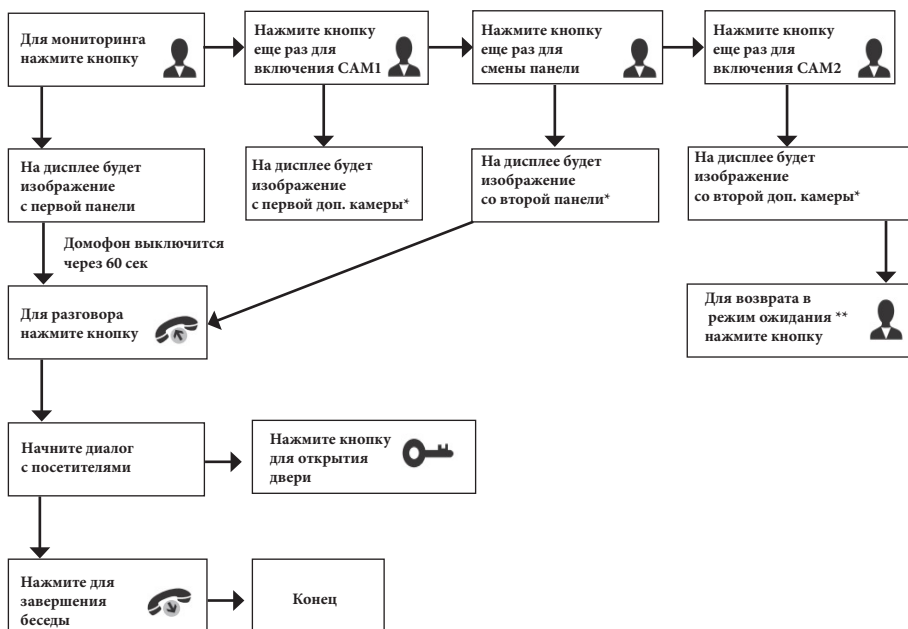 Для мониторинга
нажмите кнопку
Нажмите кнопку
еще раз для
включения CAM1
Нажмите кнопку
еще раз для
смены панели
Нажмите кнопку
еще раз для
включения CAM2
На дисплее будет
изображение
с первой панели
На дисплее будет
изображение
с первой доп. камеры*
На дисплее будет
изображение
со второй панели*
На дисплее будет
изображение
со второй доп. камеры*
Домофон выключится
через 60 сек
Для разговора
нажмите кнопку
Для возврата в
режим ожидания **
нажмите кнопку
Начните диалог
с посетителями
Нажмите кнопку
для открытия
двери
Нажмите для
завершения
беседы
Конец